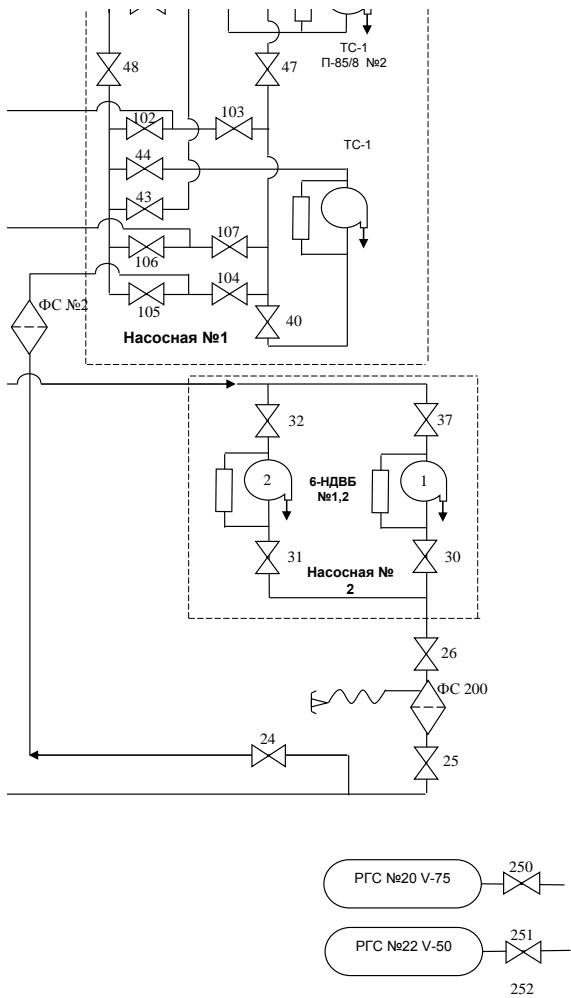 48
47
ТС-1
П-85/8 №2
102
103
44
ТС-1
43
106
107
105
104
ФС №2
40
Насосная №1
32
37
2
6-НДВБ
№1,2
1
31
Насосная №
2
30
26
ФС 200
24
25
РГС №20 V-75
250
РГС №22 V-50
251
252